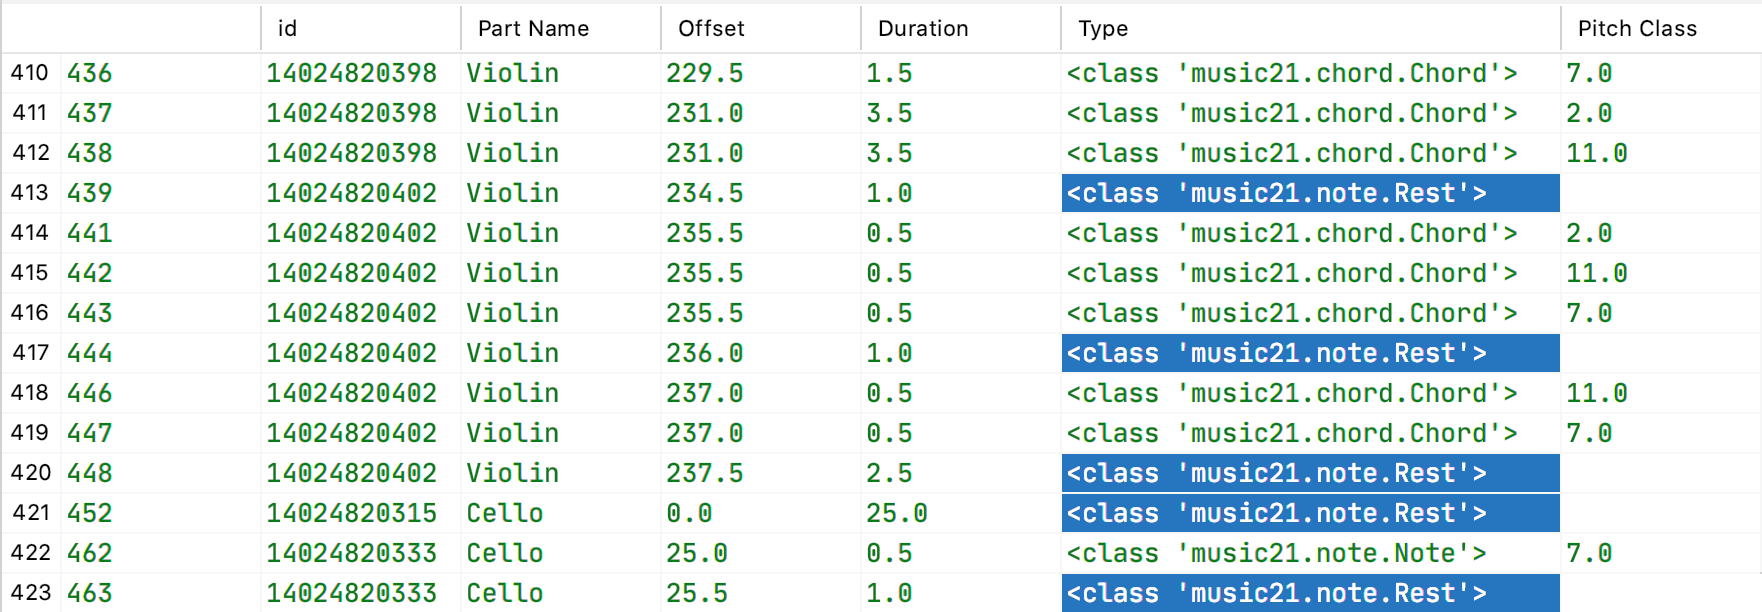 id Part Name Offset Duration Type Pitch Class
410 436 14024820398 Violin 229.5 1.5 <class 'music21.chord.Chord'> 7.0
411 437 14024820398 Violin 231.0 3.5 <class 'music21.chord.Chord'> 2.0
412 438 14024820398 Violin 231.0 3.5 <class 'music21.chord.Chord'> 11.0
413 439 14024820402 Violin 234.5 1.0 <class 'music21.note.Rest'>
414 441 14024820402 Violin 235.5 0.5 <class 'music21.chord.Chord'> 2.0
415 442 14024820402 Violin 235.5 0.5 <class 'music21.chord.Chord'> 11.0
416 443 14024820402 Violin 235.5 0.5 <class 'music21.chord.Chord'> 7.0
417 444 14024820402 Violin 236.0 1.0 <class 'music21.note.Rest'>
418 446 14024820402 Violin 237.0 0.5 <class 'music21.chord.Chord'> 11.0
419 447 14024820402 Violin 237.0 0.5 <class 'music21.chord.Chord'> 7.0
420 448 14024820402 Violin 237.5 2.5 <class 'music21.note.Rest'>
421 452 14024820315 Cello 0.0 25.0 <class 'music21.note.Rest'>
422 462 14024820333 Cello 25.0 0.5 <class 'music21.note.Note'> 7.0
423 463 14024820333 Cello 25.5 1.0 <class 'music21.note.Rest'>